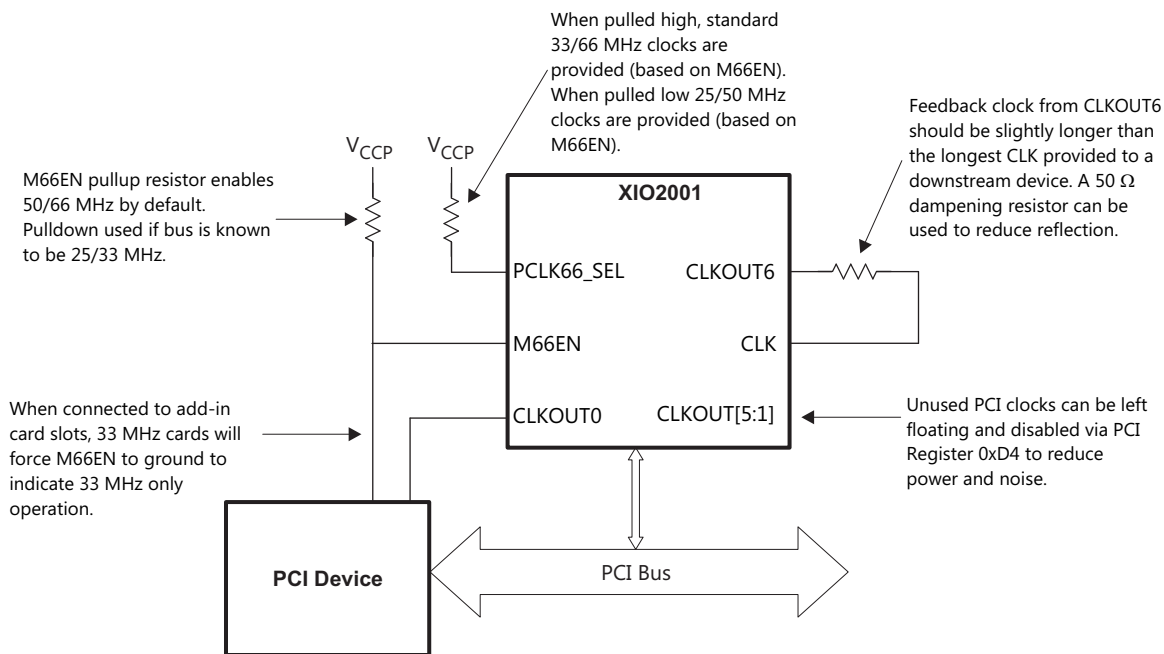 When pulled high, standard
33/66 MHz clocks are
provided (based on M66EN).
When pulled low 25/50 MHz
clocks are provided (based on
M66EN).
Feedback clock from CLKOUT6
should be slightly longer than
the longest CLK provided to a
downstream device. A 50 Ω
dampening resistor can be
used to reduce reflection.
VCCP
VCCP
M66EN pullup resistor enables
50/66 MHz by default.
Pulldown used if bus is known
to be 25/33 MHz.
XIO2001
PCLK66_SEL
CLKOUT6
M66EN
CLK
CLKOUT0
CLKOUT[5:1]
When connected to add-in
card slots, 33 MHz cards will
force M66EN to ground to
indicate 33 MHz only
operation.
Unused PCI clocks can be left
floating and disabled via PCI
Register 0xD4 to reduce
power and noise.
PCI Device
PCI Bus